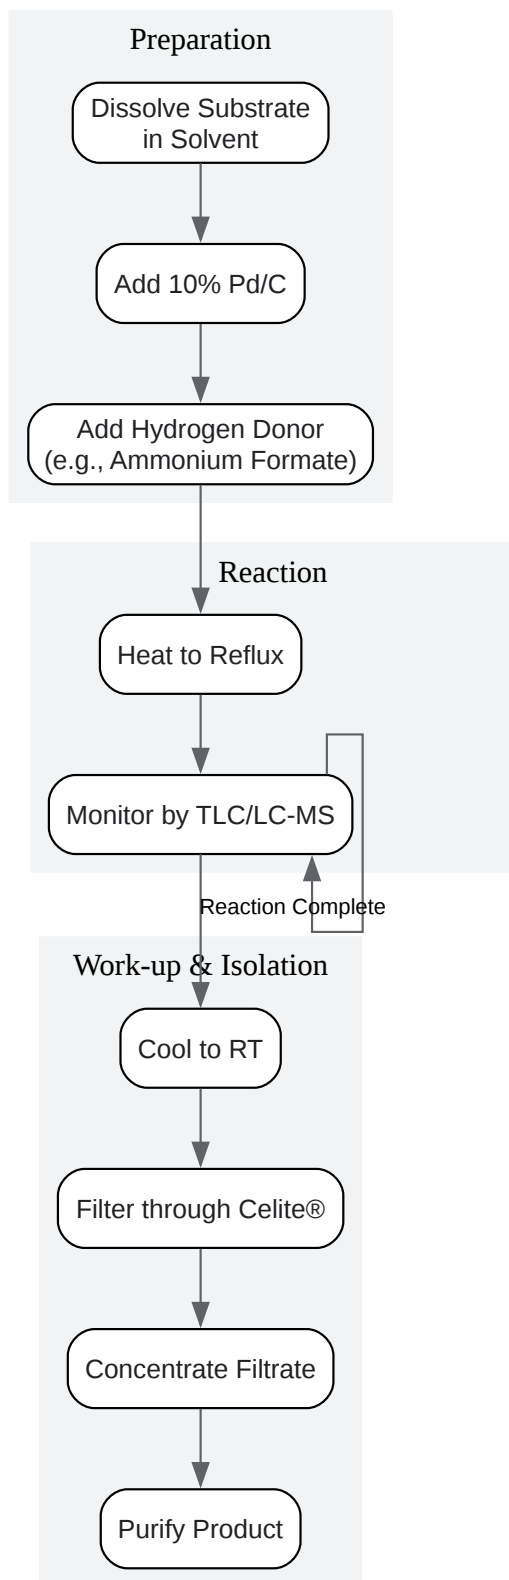 Preparation
Dissolve Substrate
in Solvent
Add 10% Pd/C
Add Hydrogen Donor
(e.g., Ammonium Formate)
Reaction
Heat to Reflux
Monitor by TLC/LC-MS
Reaction Complete
Work-up & Isolation
Cool to RT
Filter through Celite®
Concentrate Filtrate
Purify Product